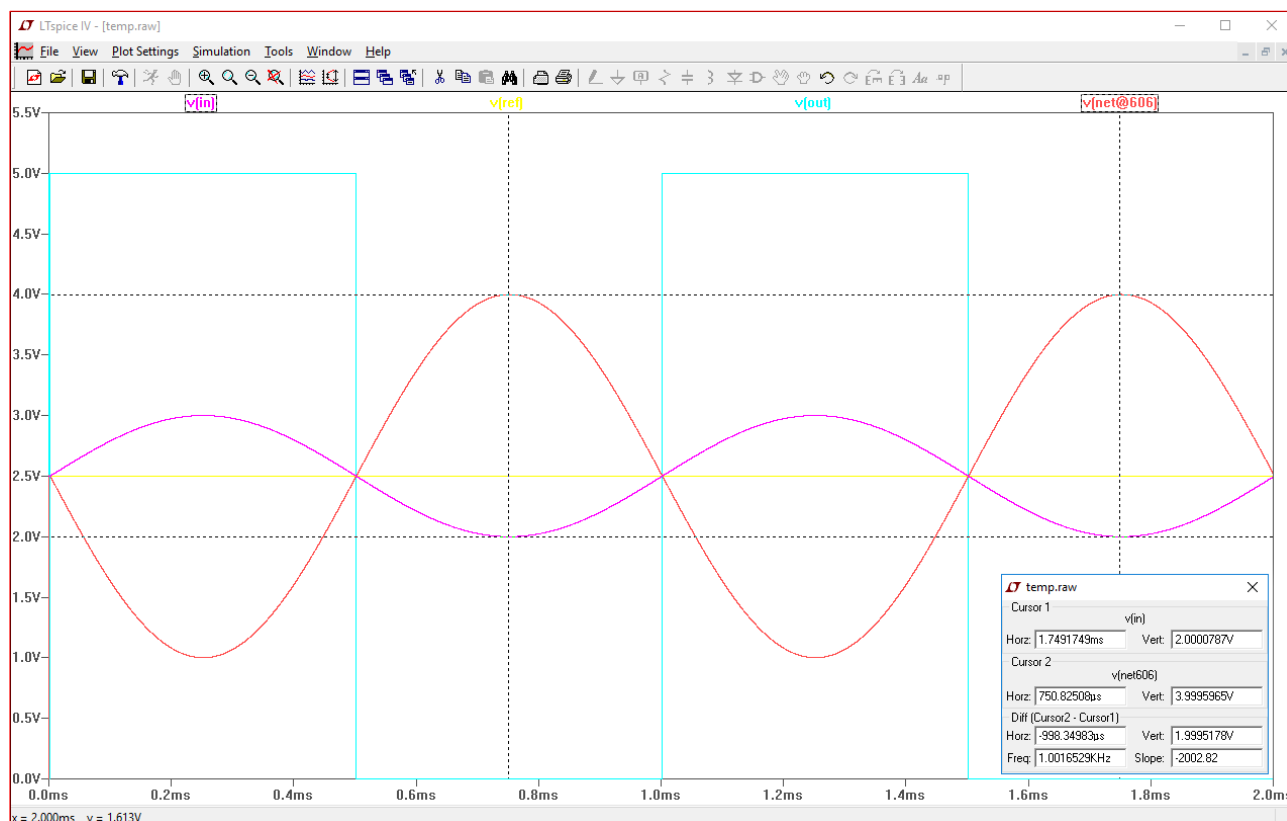 LTspice IV - [temp.raw]
File View Plot Settings Simulation Tools Window Help
v(in) v(ref) v(out) v(net@606)
5.5V
5.0V
4.5V
4.0V
3.5V
3.0V
2.5V
2.0V
1.5V
1.0V
0.5V
0.0V
0.0ms 0.2ms 0.4ms 0.6ms 0.8ms 1.0ms 1.2ms 1.4ms 1.6ms 1.8ms 2.0m
temp.raw
Cursor 1
v(in)
Horz: 1.7491749ms Vert: 2.0000787V
Cursor 2
v(net606)
Horz: 750.82508µs Vert: 3.9995965V
Diff (Cursor2 - Cursor1)
Horz: -998.34983µs Vert: 1.9995178V
Freq: 1.0016529KHz Slope: -2002.82
x = 2.000ms y = 1.613V